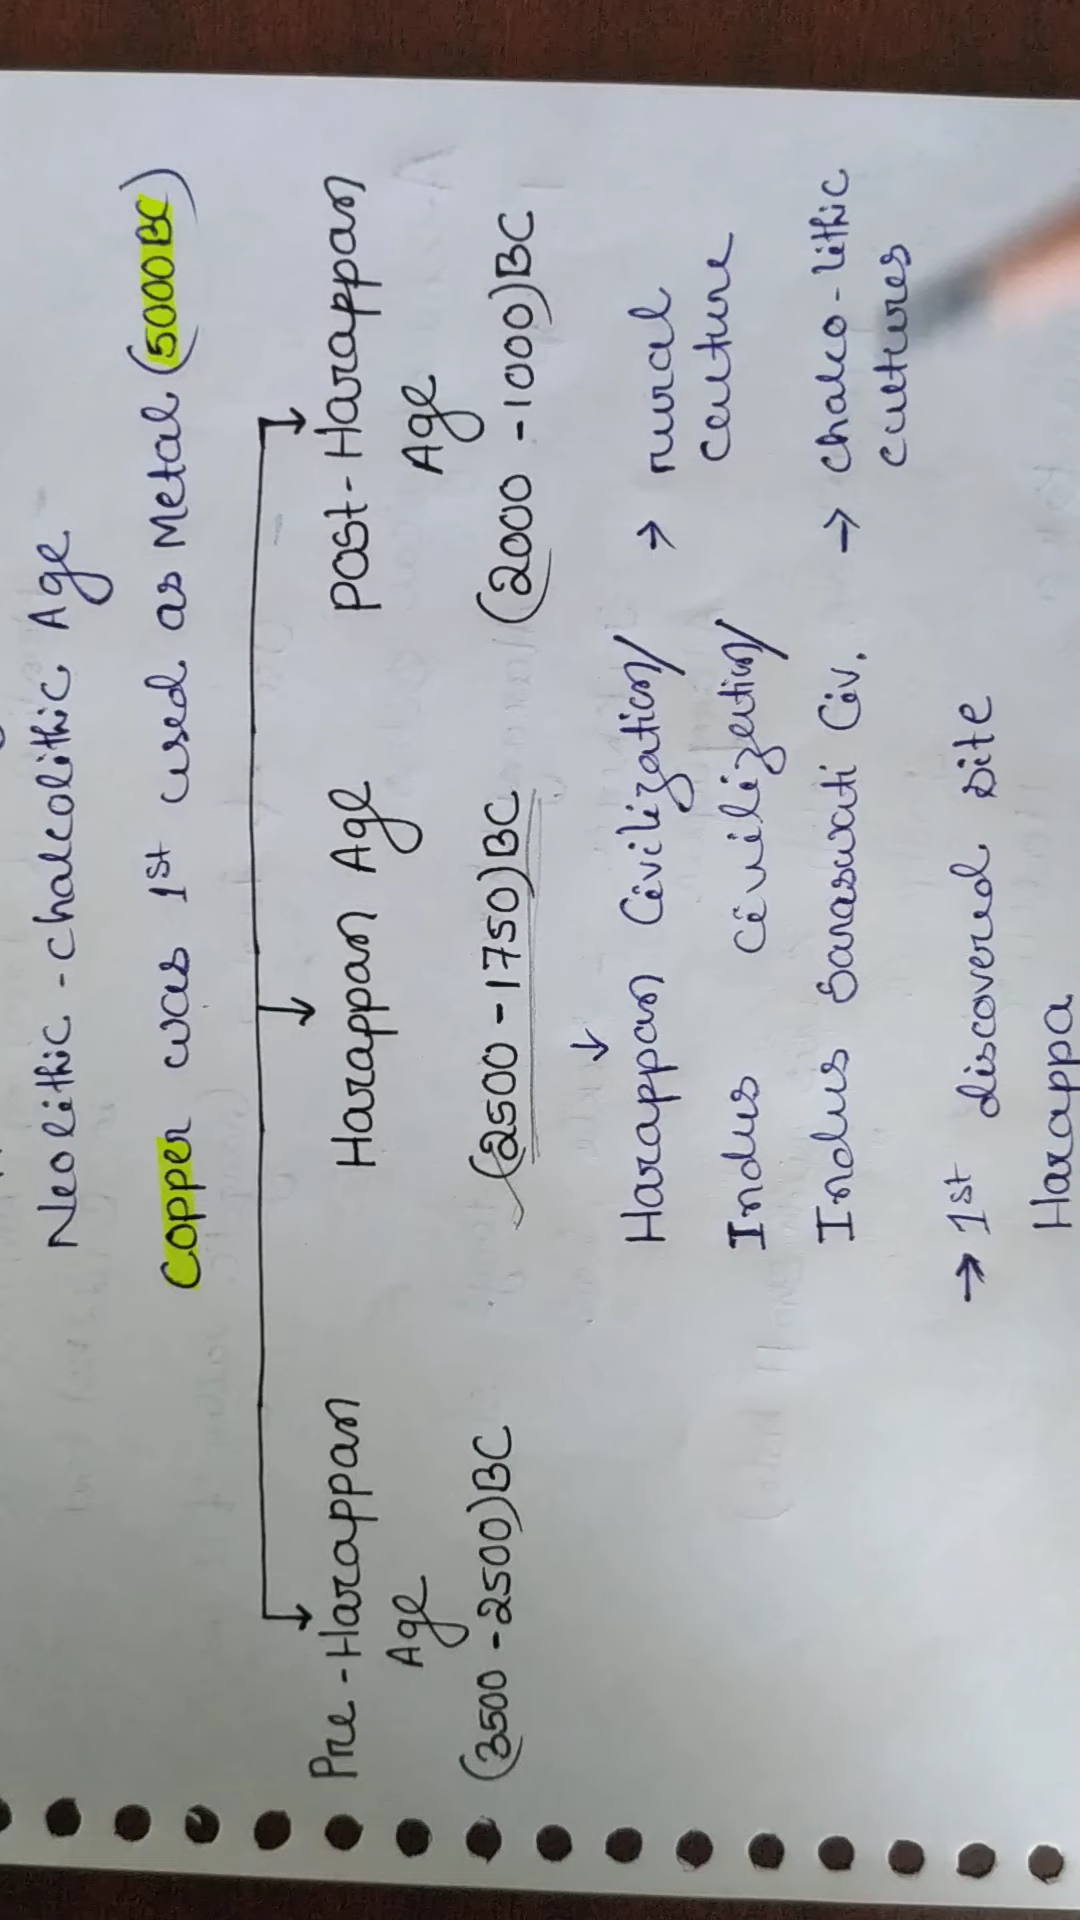 Neolithic - Chalcolithic Age
Copper was 1st used as Metal (5000BC)
Pre-Harappan
Age
(3500-2500)BC
Harappan Age
(2500-1750)BC
Post-Harappan
Age
(2000-1000)BC
↓
Harappan Civilization/
Indus Civilization/
Indus Saraswati Civ.
→ 1st discovered site
Harappa
→ rural
culture
→ chalco-lithic
cultures